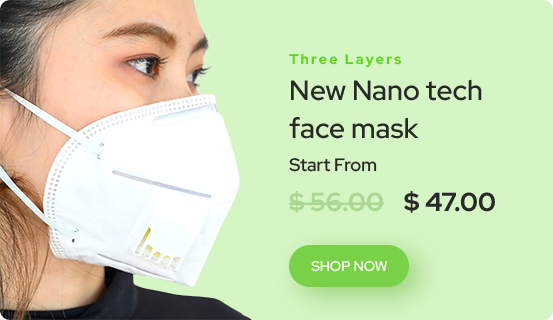 Three Layers
New Nano tech
face mask
Start From
$ 56.00 $ 47.00
SHOP NOW